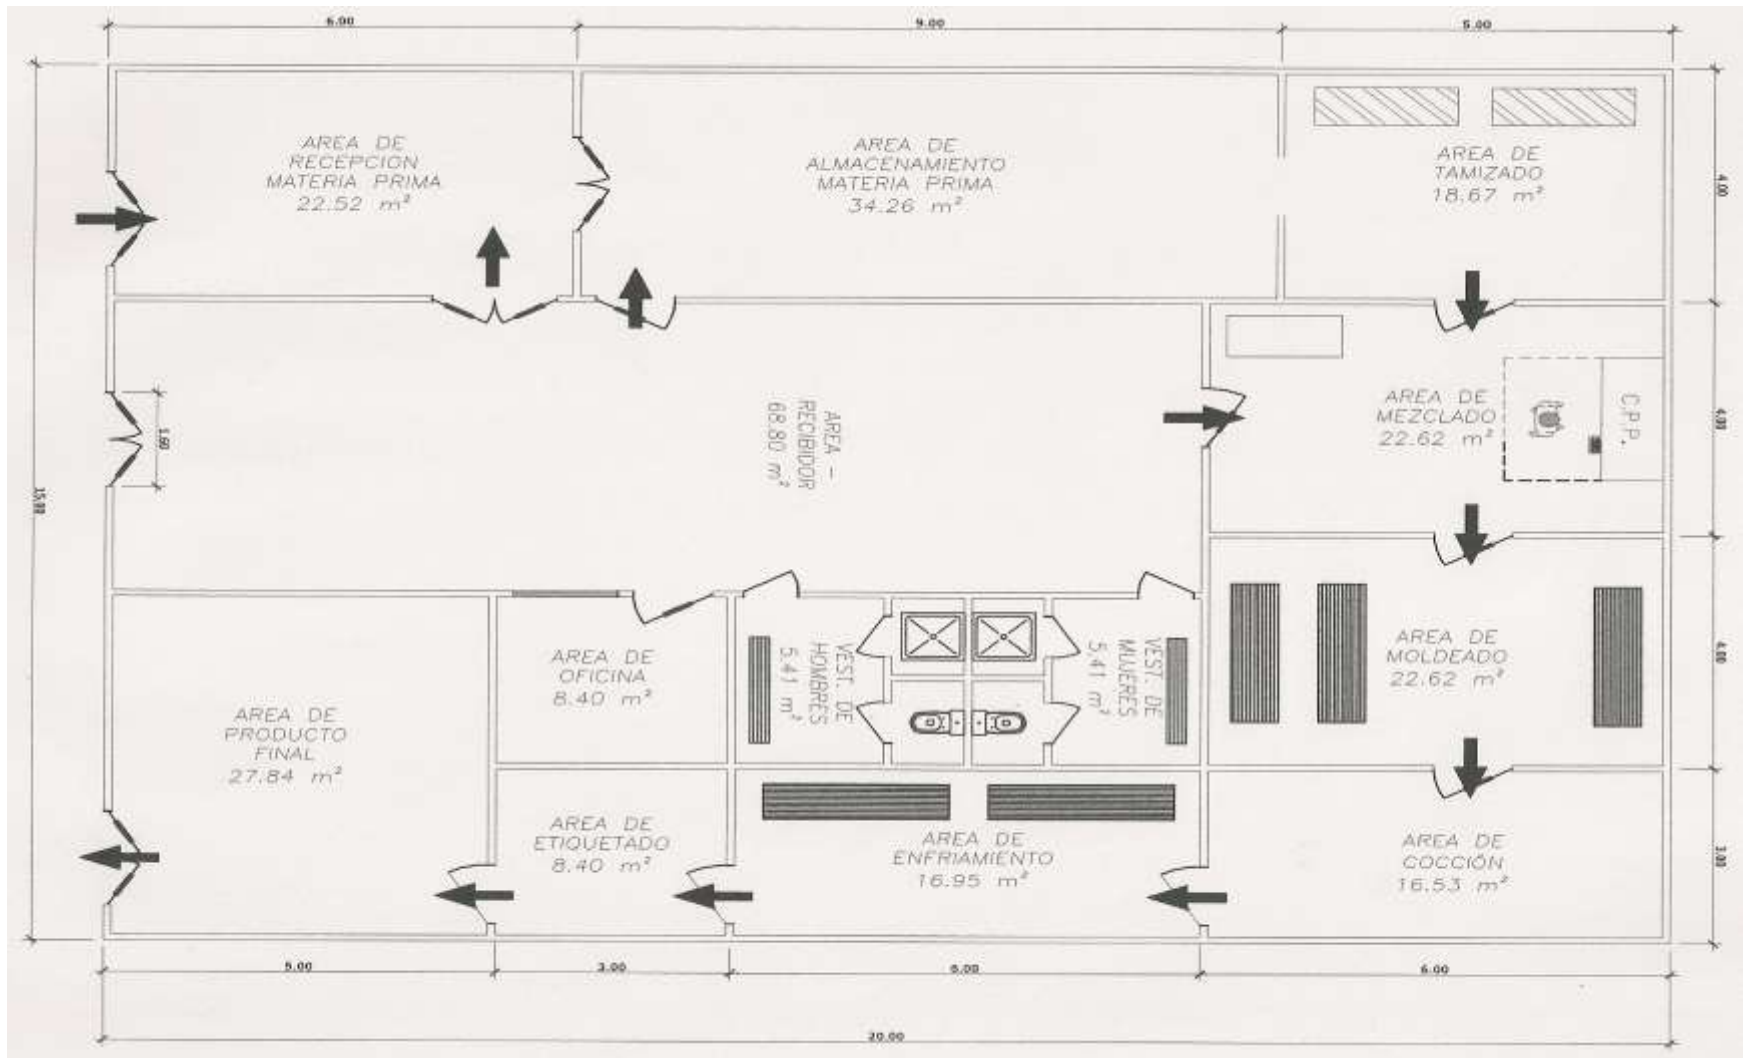 6.00
9.00
5.00
AREA DE
RECEPCION
MATERIA PRIMA
22.52 m²
AREA DE
ALMACENAMIENTO
MATERIA PRIMA
34.26 m²
AREA DE
TAMIZADO
18.67 m²
4.00
AREA -
RECIBIDOR
68.80 m²
AREA DE
MEZCLADO
22.62 m²
C.P.P.
4.00
1.60
15.00
AREA DE
OFICINA
8.40 m²
VEST. DE
HOMBRES
5.41 m²
VEST. DE
MUJERES
5.41 m²
AREA DE
MOLDEADO
22.62 m²
4.00
AREA DE
PRODUCTO
FINAL
27.84 m²
AREA DE
ETIQUETADO
8.40 m²
AREA DE
ENFRIAMIENTO
16.95 m²
AREA DE
COCCIÓN
16.53 m²
3.00
5.00
3.00
6.00
6.00
20.00